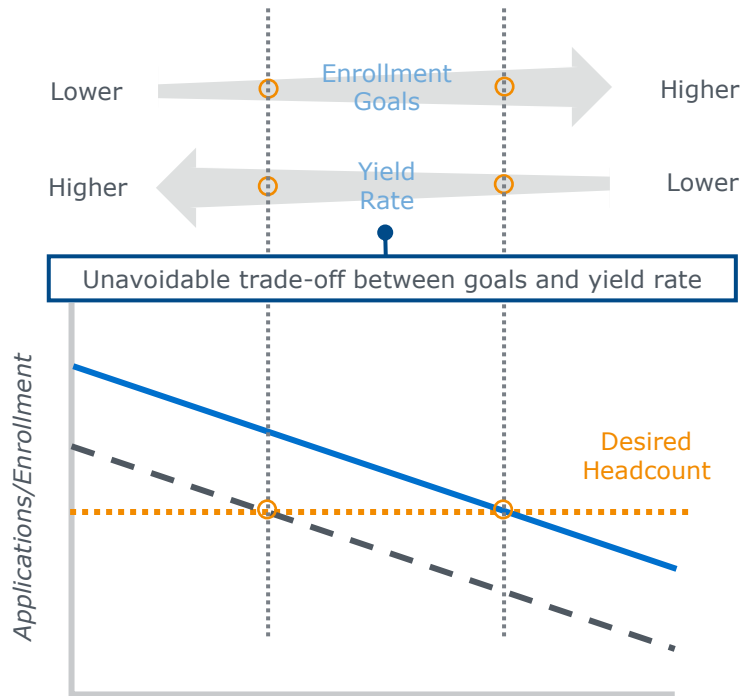 Enrollment
Goals
Lower
Higher
Yield
Rate
Higher
Lower
Unavoidable trade-off between goals and yield rate
Applications/Enrollment
Desired
Headcount